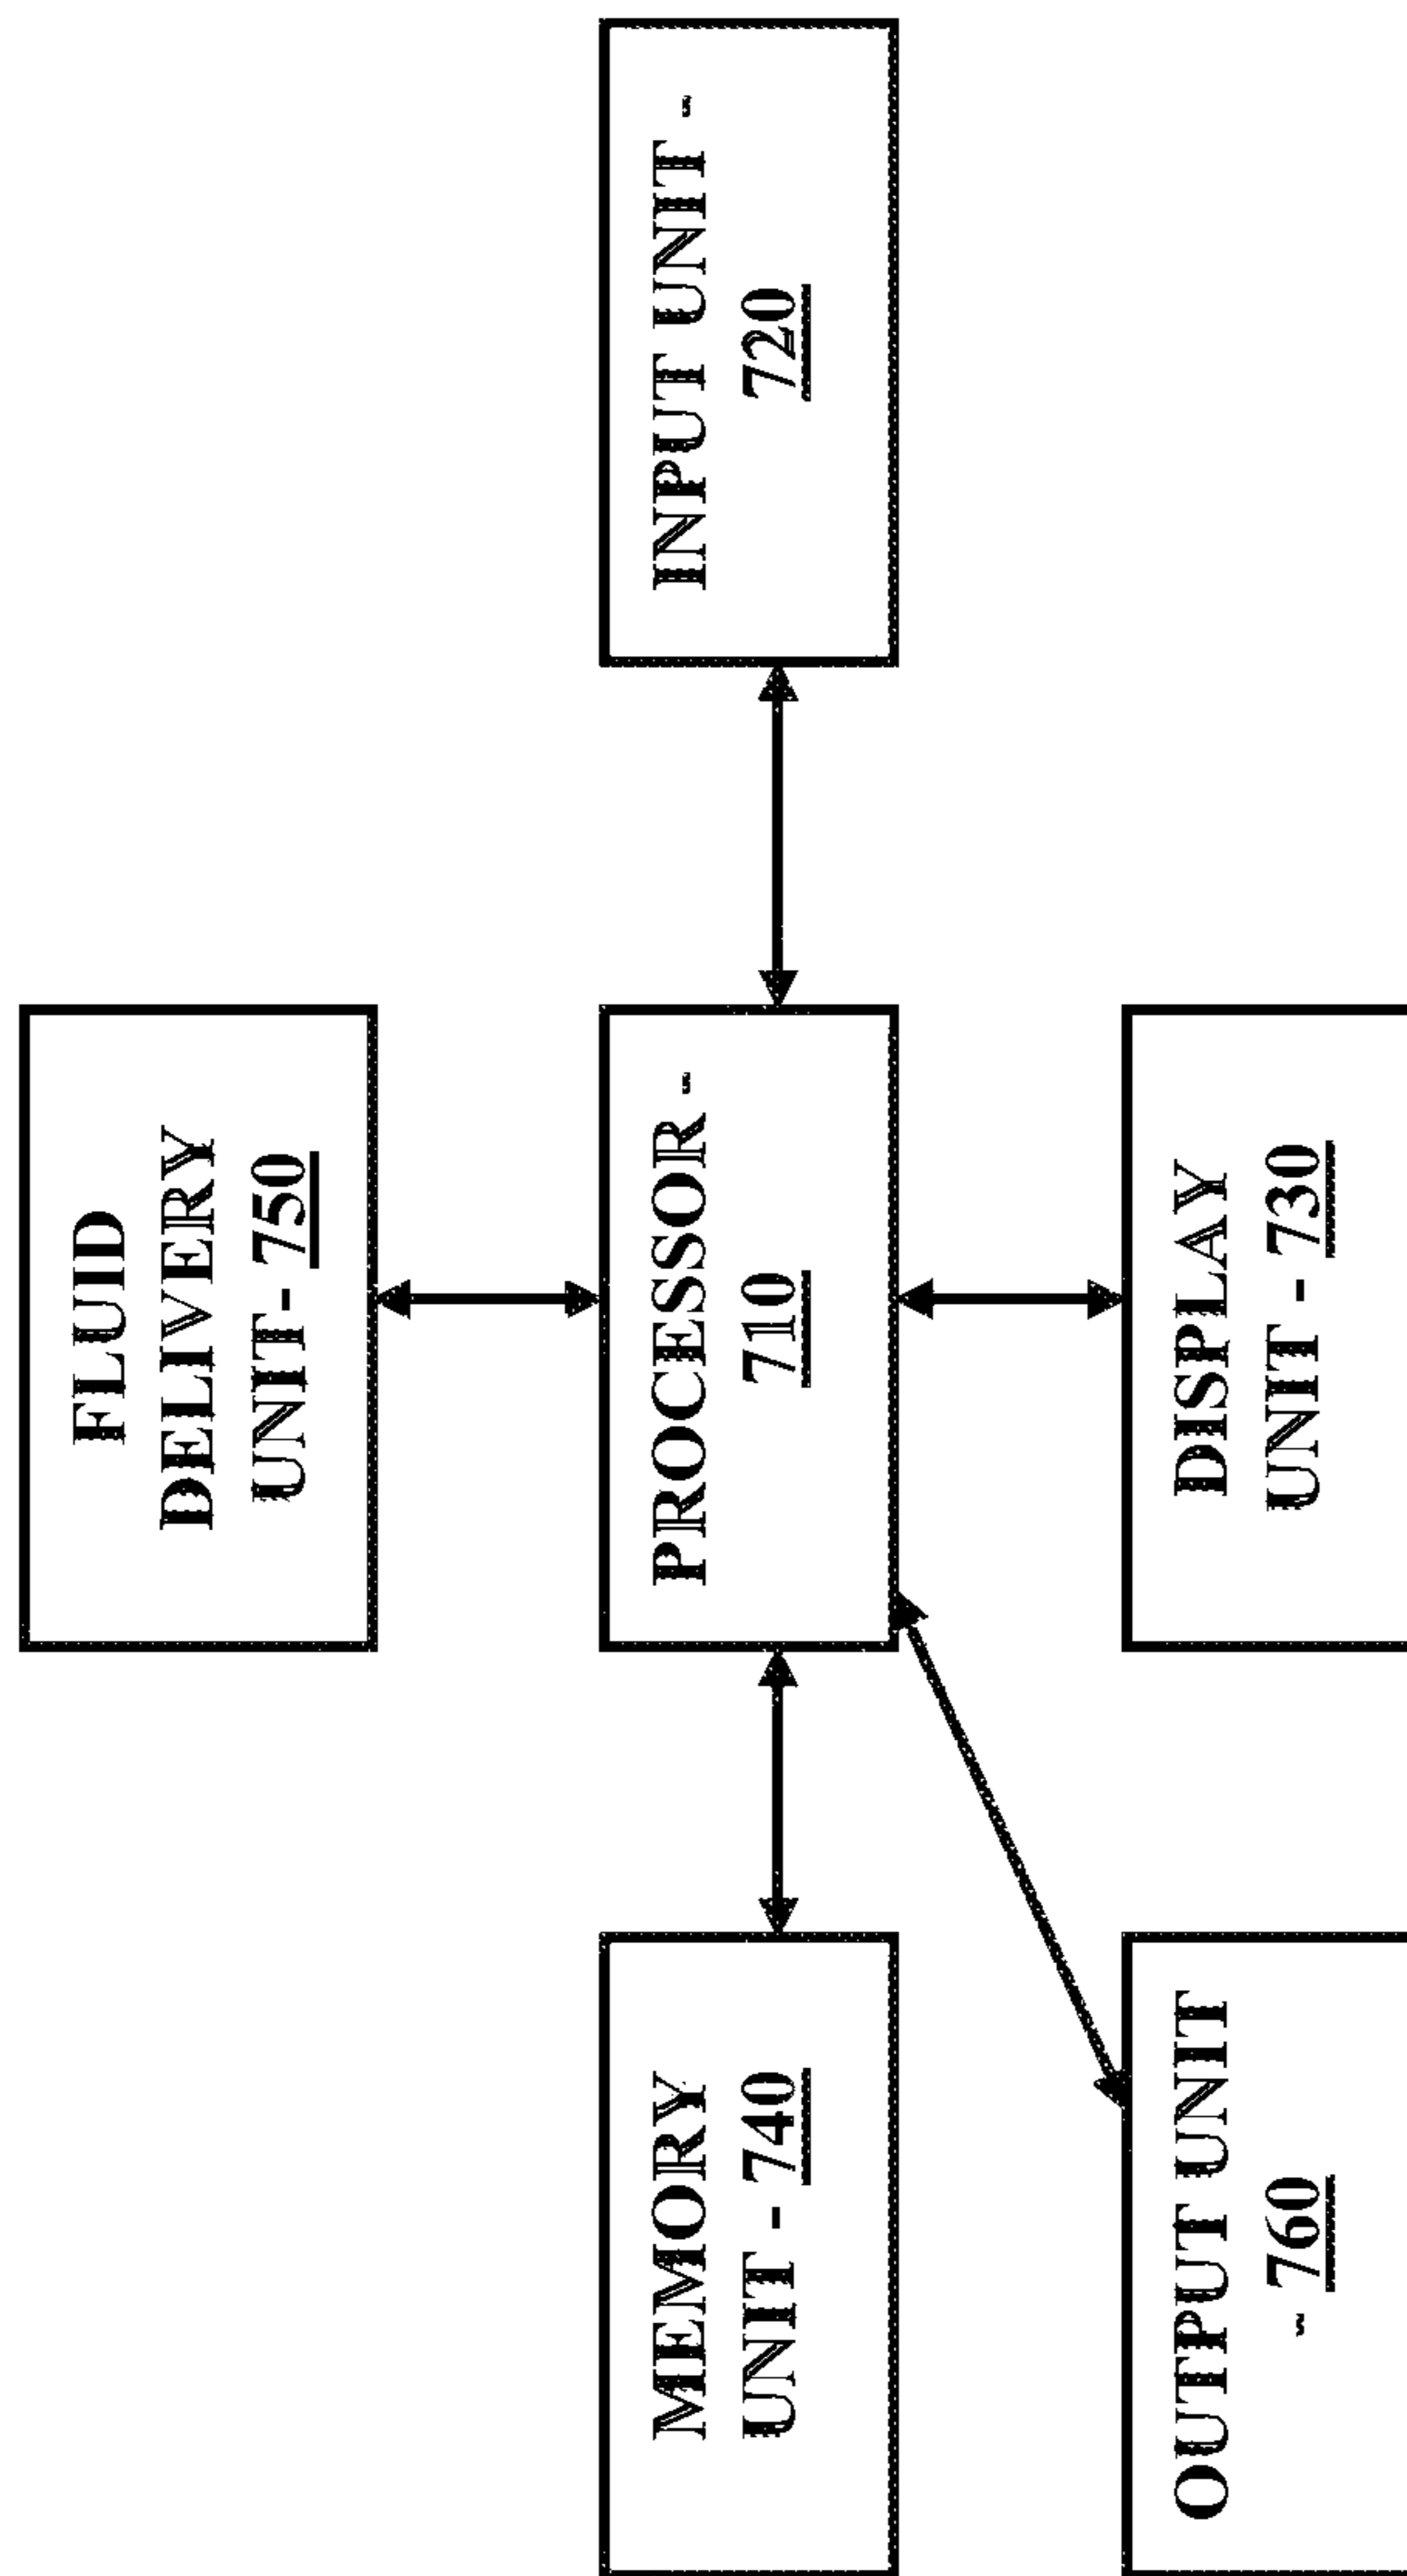 FLUID
DELIVERY
UNIT- 750
MEMORY
UNIT - 740
PROCESSOR -
710
INPUT UNIT -
720
OUTPUT UNIT
- 760
DISPLAY
UNIT - 730